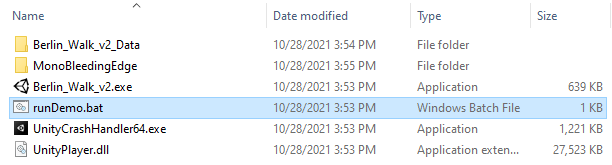 Name Date modified Type Size
Berlin_Walk_v2_Data 10/28/2021 3:54 PM File folder
MonoBleedingEdge 10/28/2021 3:55 PM File folder
Berlin_Walk_v2.exe 10/28/2021 3:53 PM Application 639 KB
runDemo.bat 10/28/2021 3:53 PM Windows Batch File 1 KB
UnityCrashHandler64.exe 10/28/2021 3:53 PM Application 1,221 KB
UnityPlayer.dll 10/28/2021 3:53 PM Application exten... 27,523 KB